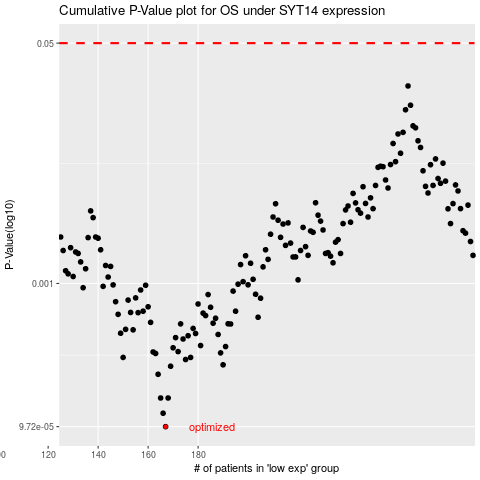 Cumulative P-Value plot for OS under SYT14 expression
0.05
P-Value(log10)
0.001
9.72e-05
optimized
00 120 140 160 180
# of patients in 'low exp' group